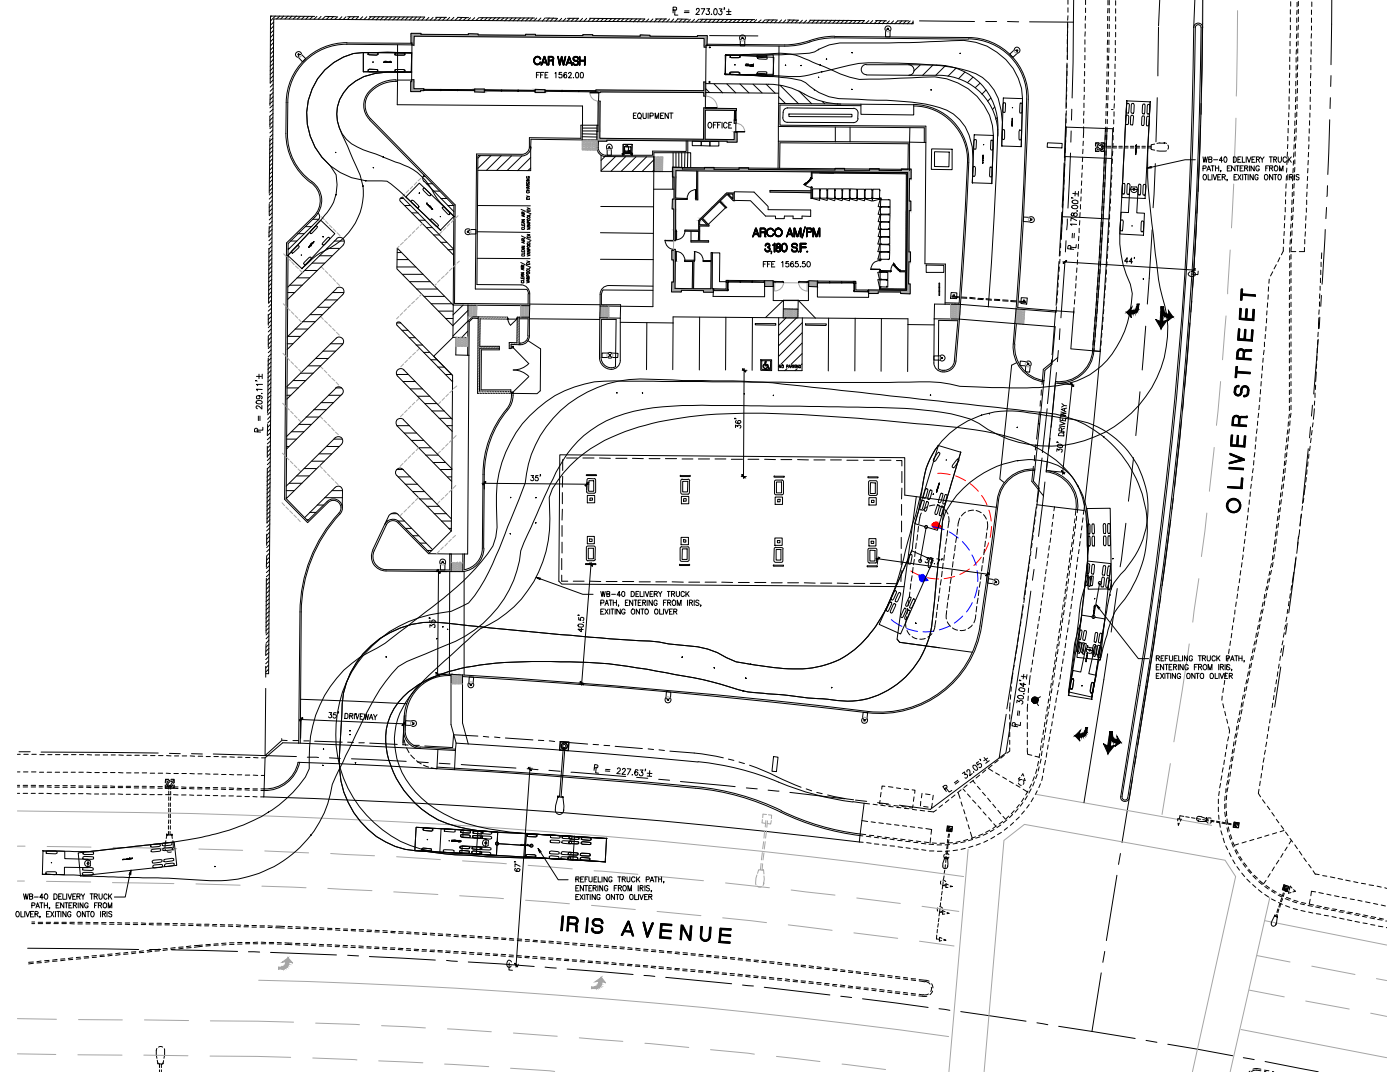 ℄ = 273.03'±
CAR WASH
FFE 1562.00
EQUIPMENT
OFFICE
WB-40 DELIVERY TRUCK
PATH, ENTERING FROM
OLIVER, EXITING ONTO IRIS
ARCO AM/PM
3,180 S.F.
FFE 1565.50
= 178.00'±
44'
OLIVER STREET
NO PARKING
= 209.11'±
36'
30' DRIVEWAY
35'
WB-40 DELIVERY TRUCK
PATH, ENTERING FROM IRIS,
EXITING ONTO OLIVER
40.5'
35'
REFUELING TRUCK PATH,
ENTERING FROM IRIS,
EXITING ONTO OLIVER
= 30.04'±
35' DRIVEWAY
= 227.63'±
= 32.05'±
67'
REFUELING TRUCK PATH,
ENTERING FROM IRIS,
EXITING ONTO OLIVER
WB-40 DELIVERY TRUCK
PATH, ENTERING FROM
OLIVER, EXITING ONTO IRIS
IRIS AVENUE